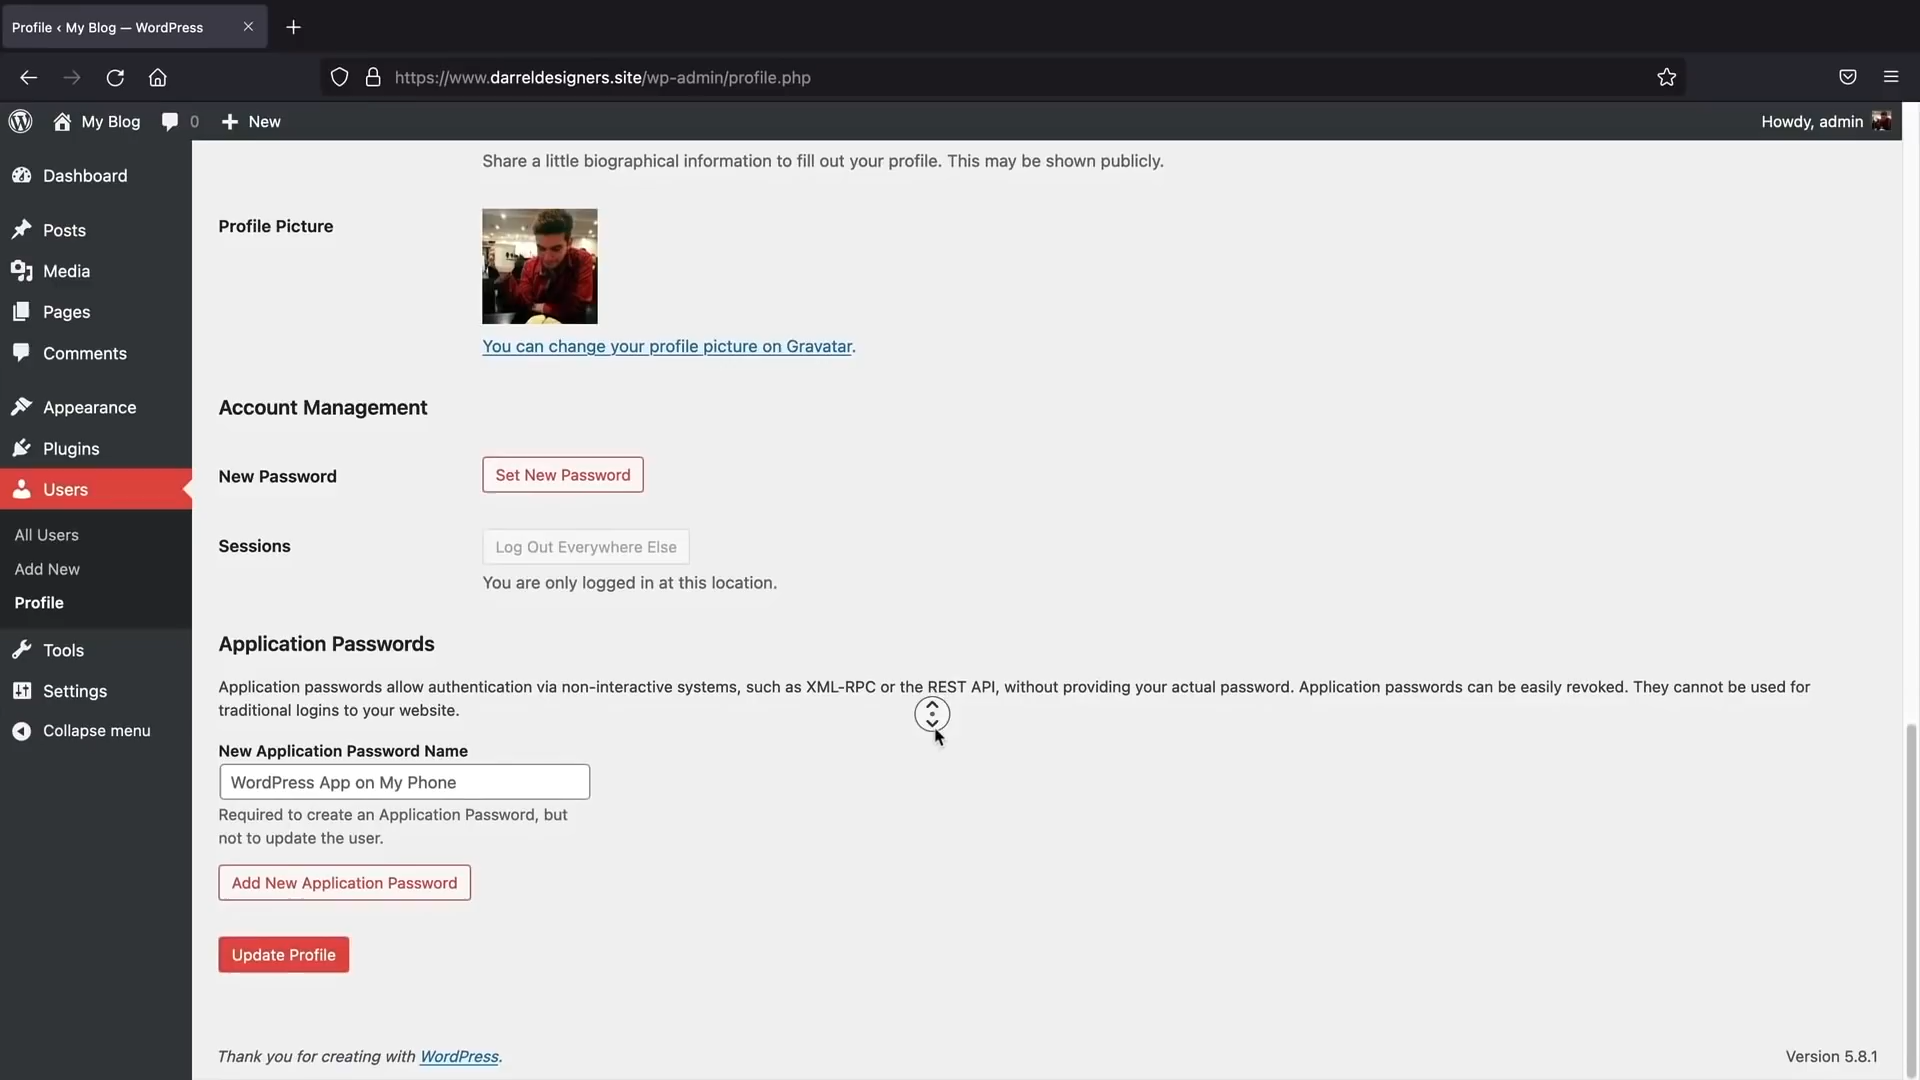 Profile ‹ My Blog — WordPress
https://www.darreldesigners.site/wp-admin/profile.php
My Blog
0
New
Howdy, admin
Dashboard
Posts
Media
Pages
Comments
Appearance
Plugins
Users
All Users
Add New
Profile
Tools
Settings
Collapse menu
Share a little biographical information to fill out your profile. This may be shown publicly.
Profile Picture
You can change your profile picture on Gravatar.
Account Management
New Password
Set New Password
Sessions
Log Out Everywhere Else
You are only logged in at this location.
Application Passwords
Application passwords allow authentication via non-interactive systems, such as XML-RPC or the REST API, without providing your actual password. Application passwords can be easily revoked. They cannot be used for
traditional logins to your website.
New Application Password Name
WordPress App on My Phone
Required to create an Application Password, but
not to update the user.
Add New Application Password
Update Profile
Thank you for creating with WordPress.
Version 5.8.1